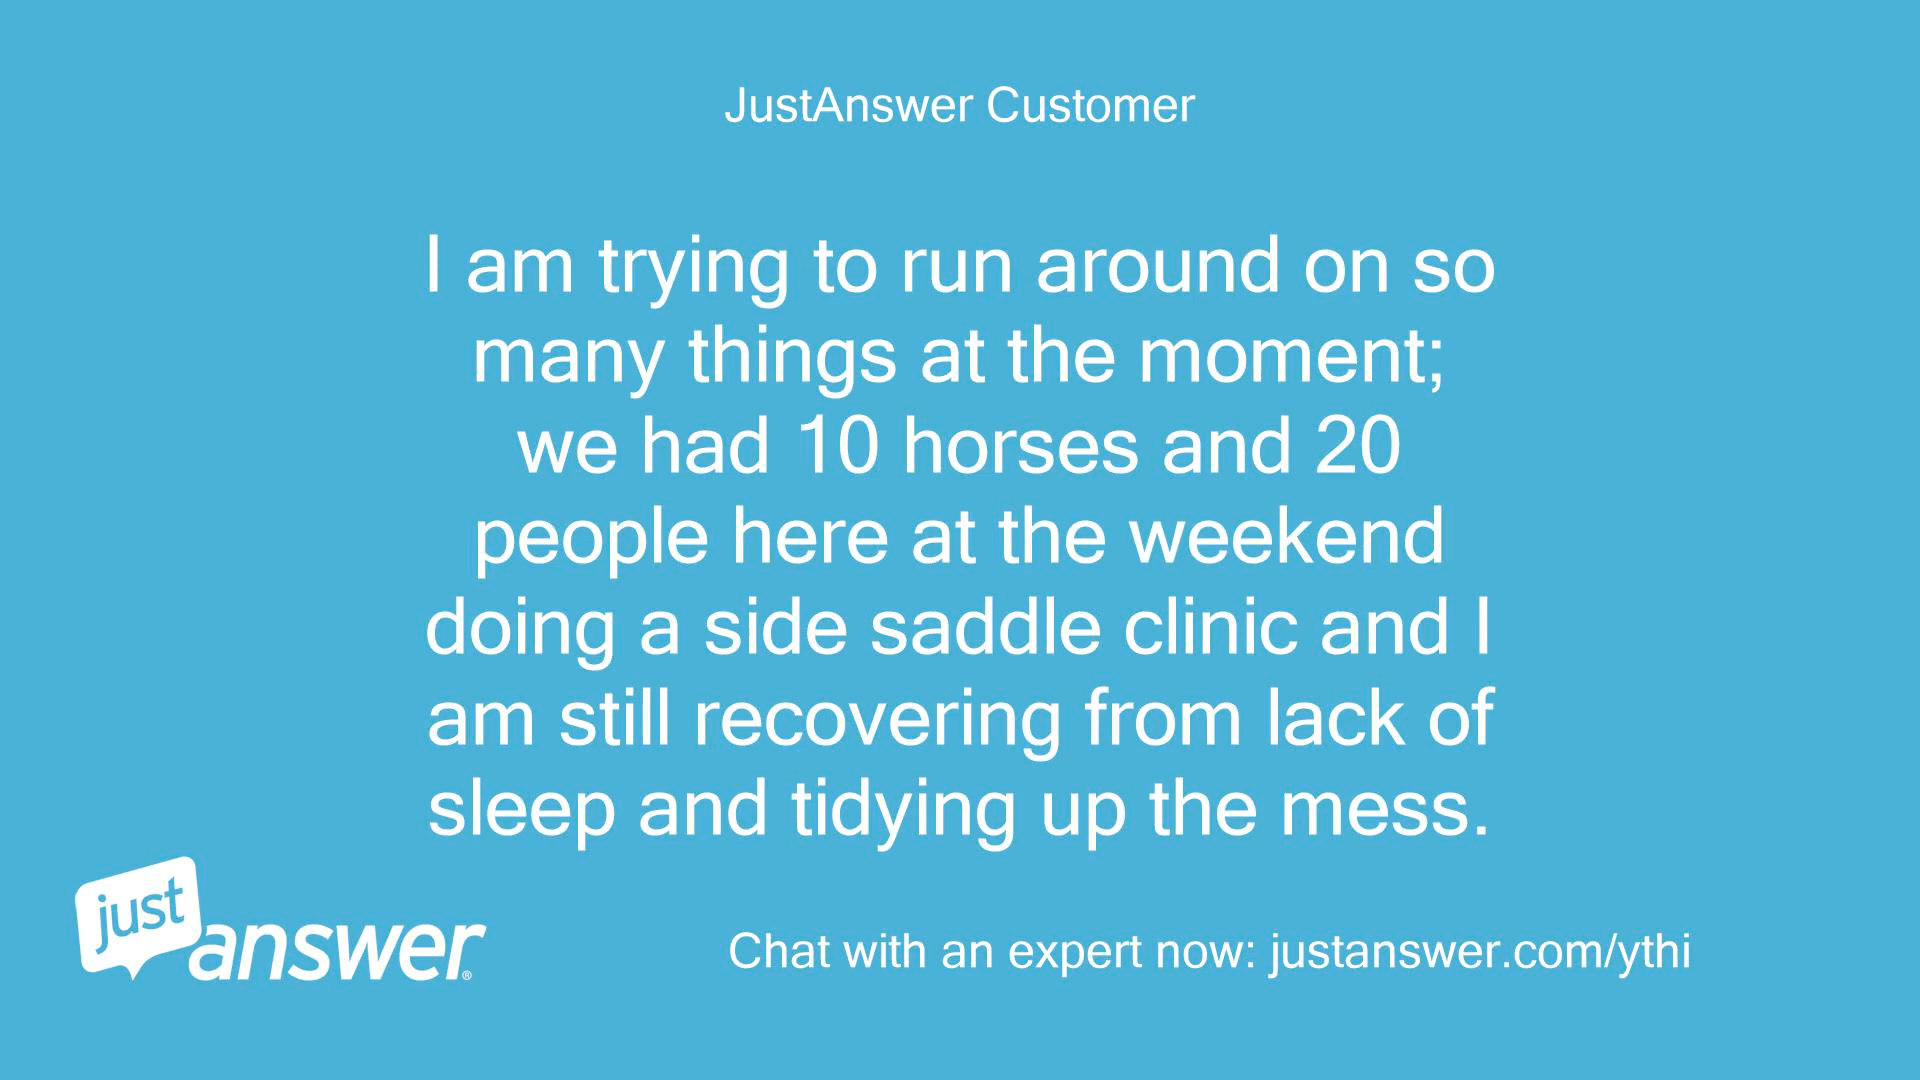 JustAnswer Customer
I am trying to run around on so
many things at the moment;
we had 10 horses and 20
people here at the weekend
doing a side saddle clinic and I
am still recovering from lack of
sleep and tidying up the mess.
just
answer®
Chat with an expert now: justanswer.com/ythi